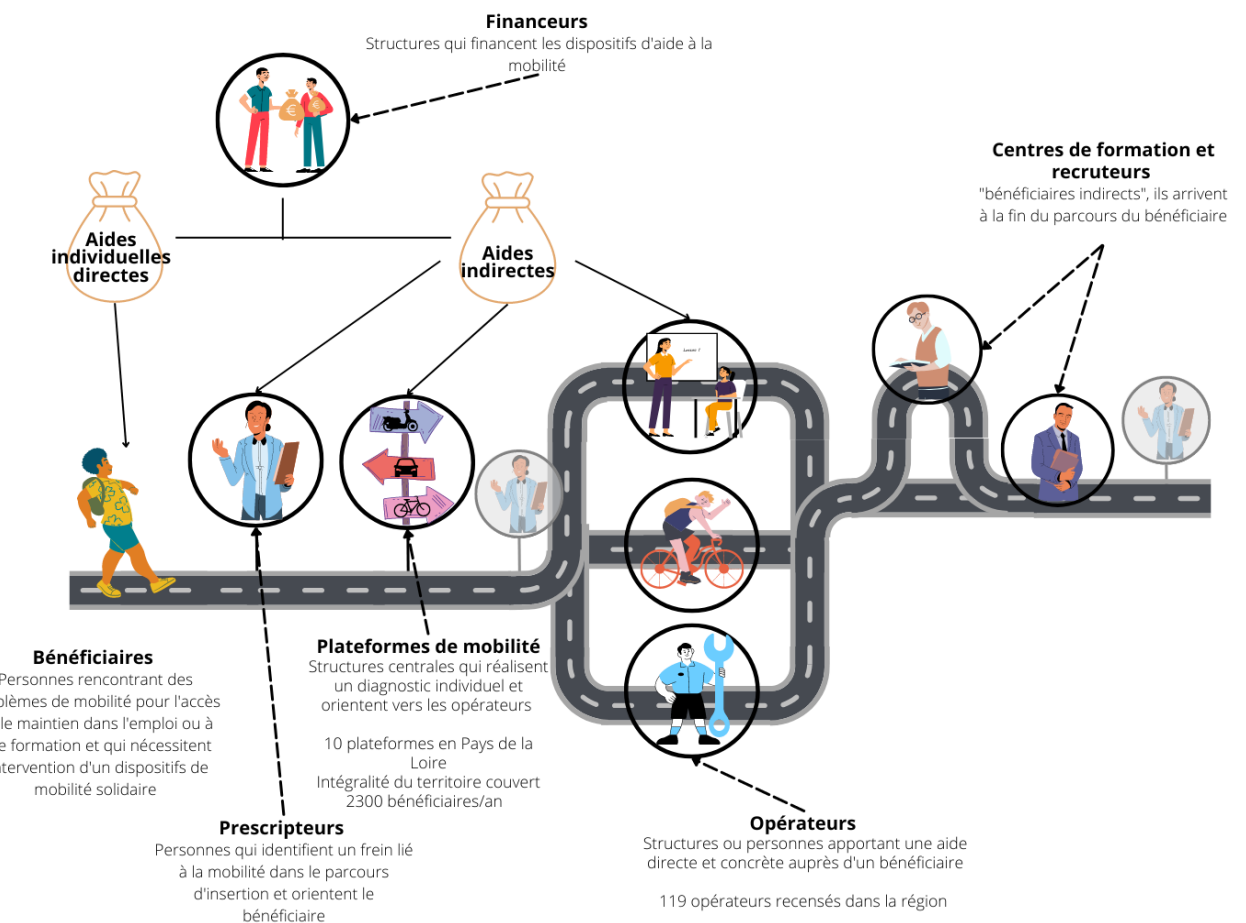 Financeurs
Structures qui financent les dispositifs d'aide à la
mobilité
Centres de formation et
recruteurs
"bénéficiaires indirects", ils arrivent
à la fin du parcours du bénéficiaire
Aides
individuelles
directes
Aides
indirectes
Lesson 1
Bénéficiaires
Personnes rencontrant des
blèmes de mobilité pour l'accès
le maintien dans l'emploi ou à
e formation et qui nécessitent
ntervention d'un dispositifs de
mobilité solidaire
Plateformes de mobilité
Structures centrales qui réalisent
un diagnostic individuel et
orientent vers les opérateurs
10 plateformes en Pays de la
Loire
Intégralité du territoire couvert
2300 bénéficiaires/an
Prescripteurs
Personnes qui identifient un frein lié
à la mobilité dans le parcours
d'insertion et orientent le
bénéficiaire
Opérateurs
Structures ou personnes apportant une aide
directe et concrète auprès d'un bénéficiaire
119 opérateurs recensés dans la région